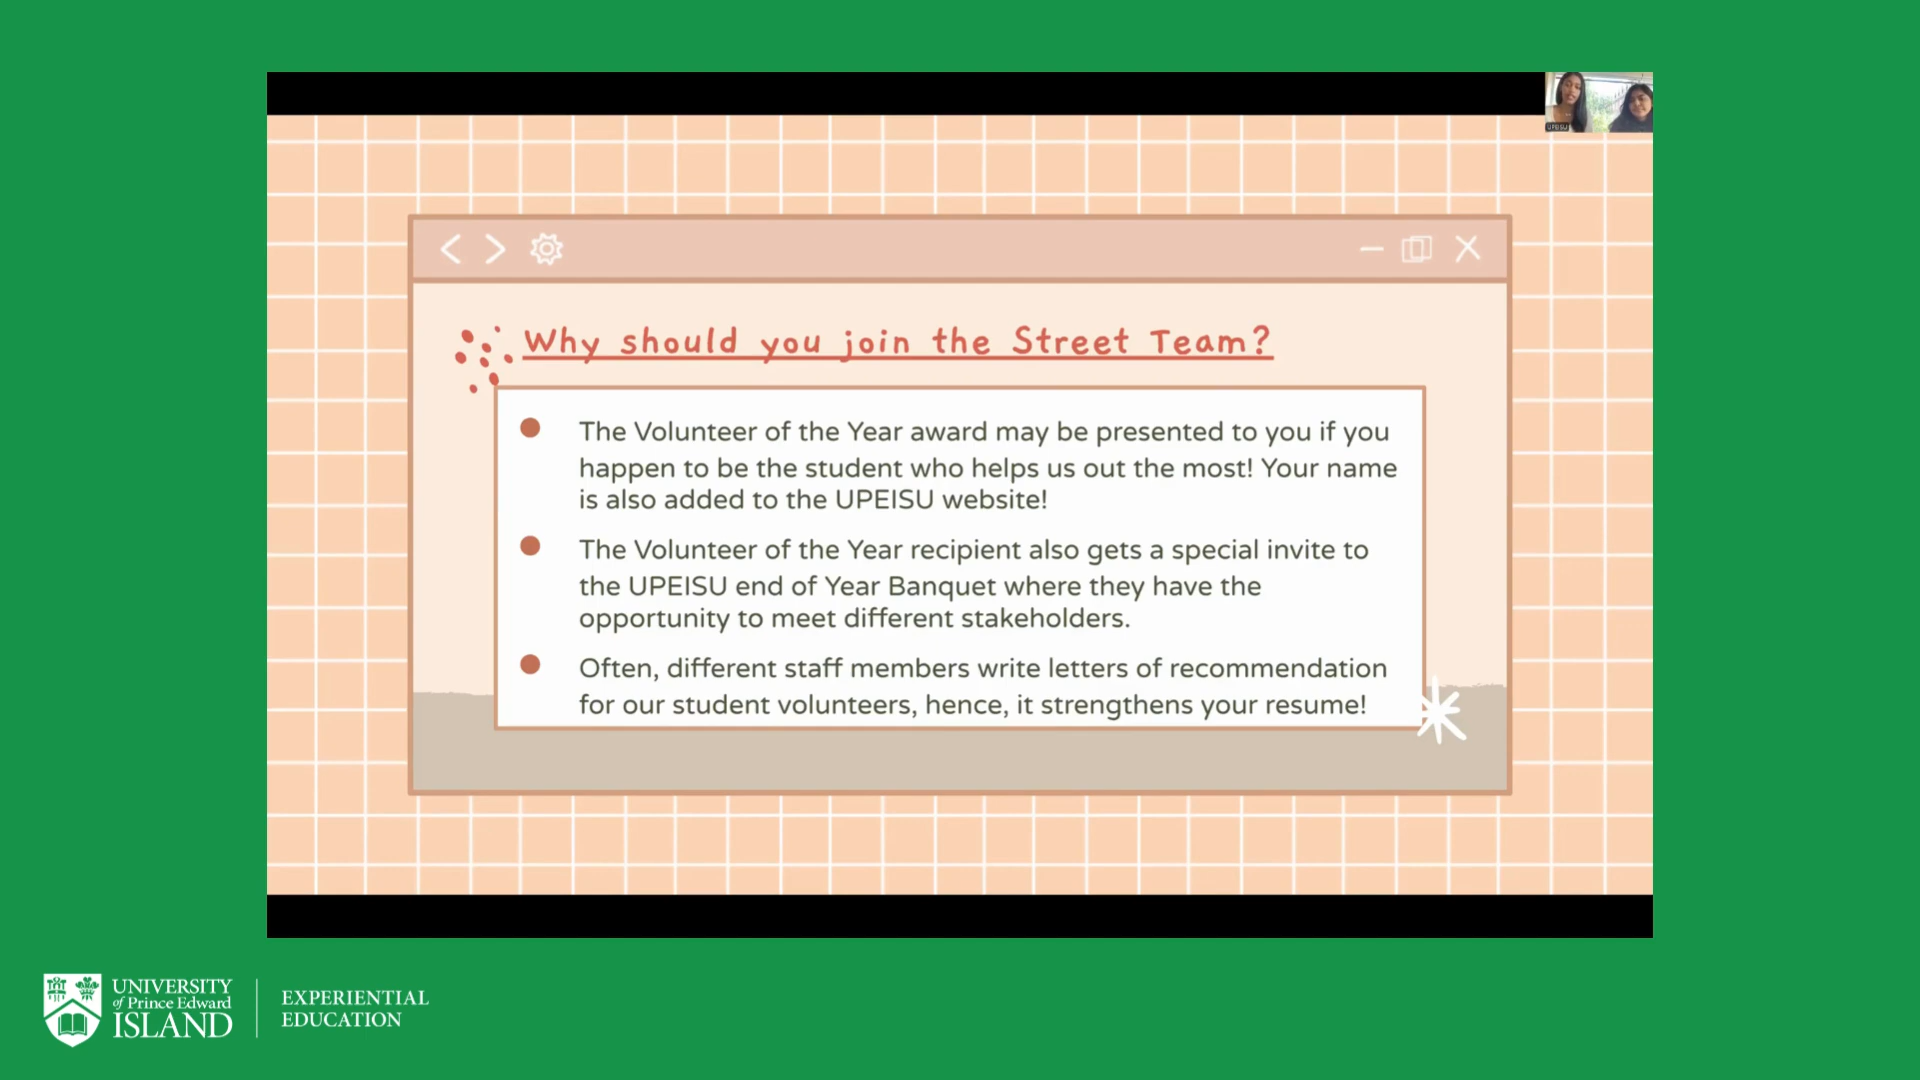 UPEISU
Why should you join the Street Team?
The Volunteer of the Year award may be presented to you if you
happen to be the student who helps us out the most! Your name
is also added to the UPEISU website!
The Volunteer of the Year recipient also gets a special invite to
the UPEISU end of Year Banquet where they have the
opportunity to meet different stakeholders.
Often, different staff members write letters of recommendation
for our student volunteers, hence, it strengthens your resume!
UNIVERSITY
of Prince Edward
ISLAND
EXPERIENTIAL
EDUCATION